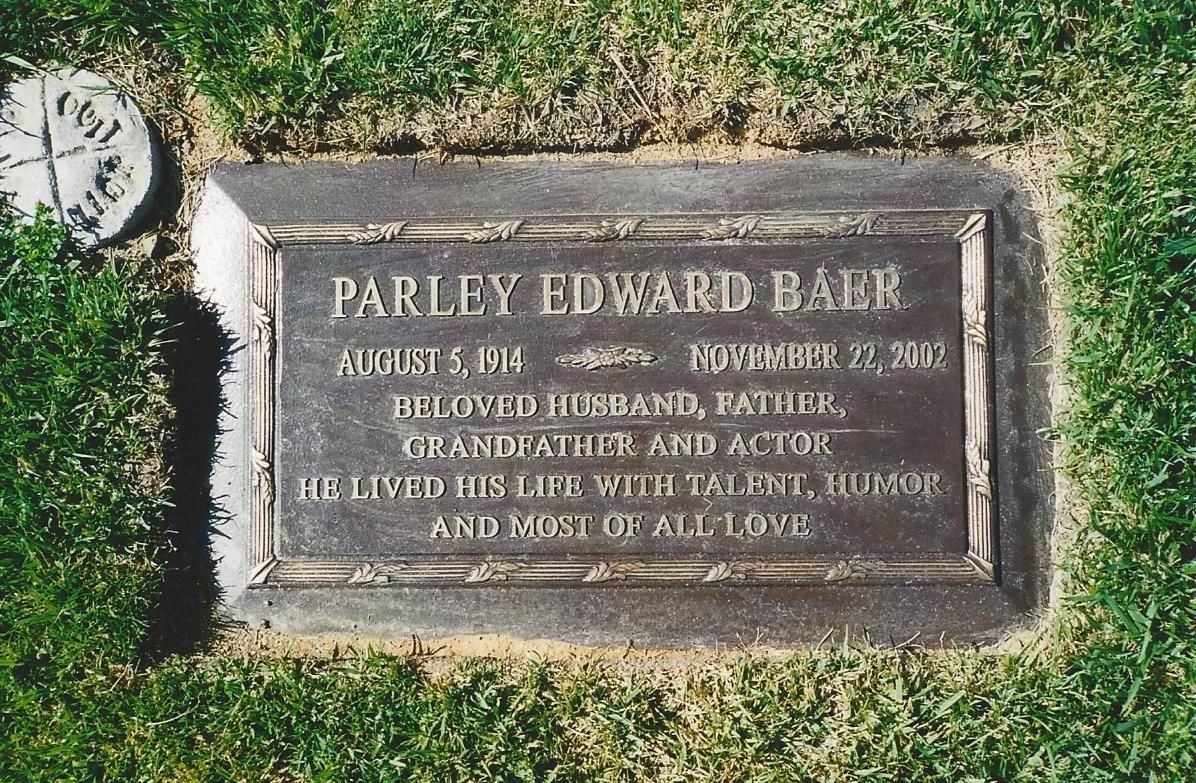 PARLEY EDWARD BAER
AUGUST 5, 1914 NOVEMBER 22, 2002
BELOVED HUSBAND, FATHER,
GRANDFATHER AND ACTOR
HE LIVED HIS LIFE WITH TALENT, HUMOR
AND MOST OF ALL LOVE